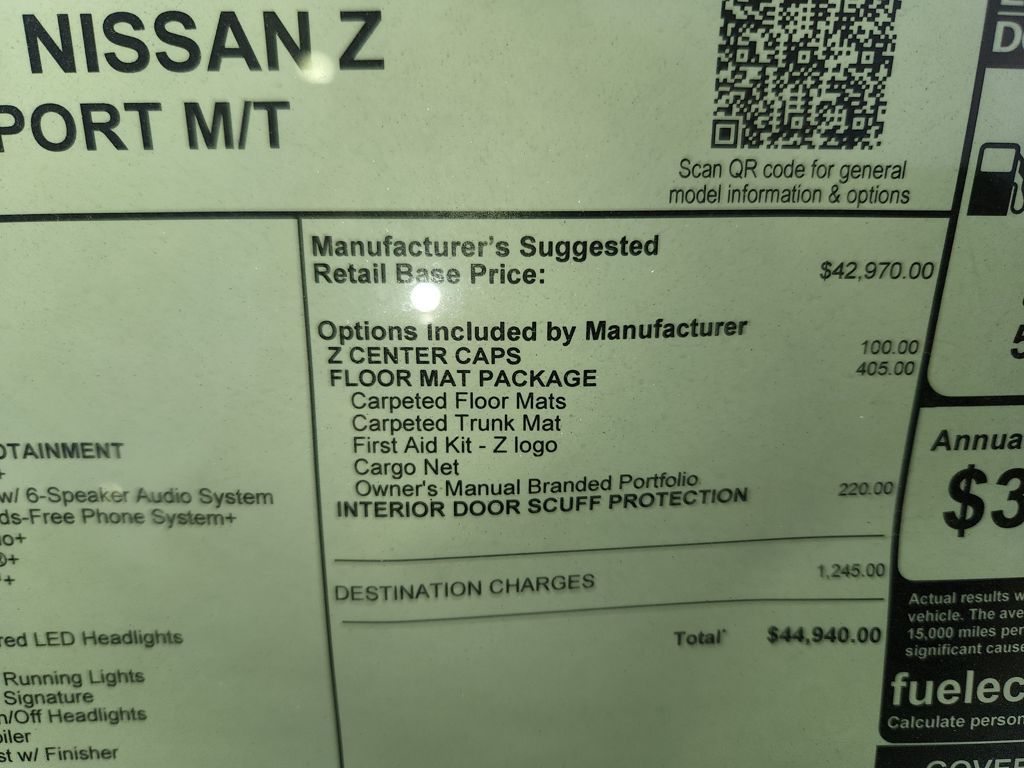 NISSAN Z
PORT M/T
Scan QR code for general
model information & options
Manufacturer's Suggested
Retail Base Price: $42,970.00
Options Included by Manufacturer
Z CENTER CAPS 100.00
FLOOR MAT PACKAGE 405.00
Carpeted Floor Mats
Carpeted Trunk Mat
First Aid Kit - Z logo
Cargo Net
Owner's Manual Branded Portfolio
INTERIOR DOOR SCUFF PROTECTION 220.00
DESTINATION CHARGES 1,245.00
Total* $44,940.00
OTAINMENT
+
w/ 6-Speaker Audio System
ds-Free Phone System+
io+
®+
+
red LED Headlights
Running Lights
Signature
n/Off Headlights
oiler
st w/ Finisher
D
5
Annua
$3
Actual results w
vehicle. The ave
15,000 miles per
significant cause
fuelec
Calculate person
GOVE